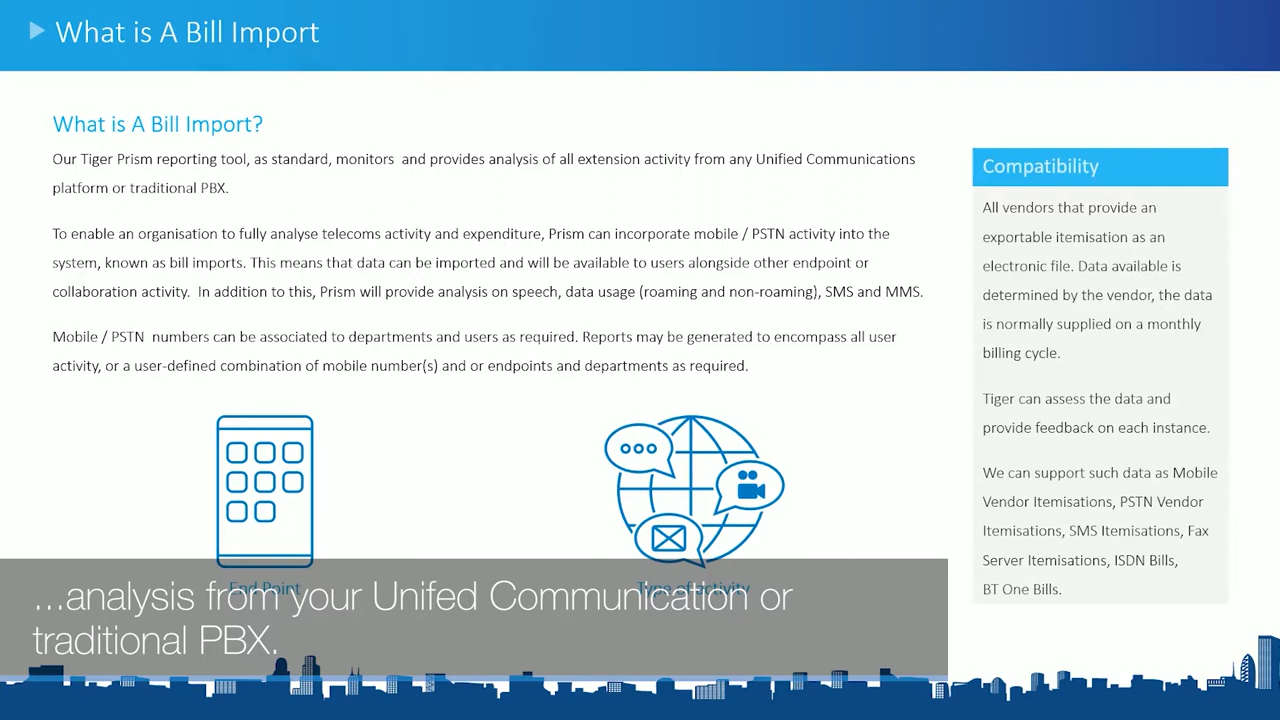 What is A Bill Import
What is A Bill Import?
Our Tiger Prism reporting tool, as standard, monitors and provides analysis of all extension activity from any Unified Communications
platform or traditional PBX.
To enable an organisation to fully analyse telecoms activity and expenditure, Prism can incorporate mobile / PSTN activity into the
system, known as bill imports. This means that data can be imported and will be available to users alongside other endpoint or
collaboration activity. In addition to this, Prism will provide analysis on speech, data usage (roaming and non-roaming), SMS and MMS.
Mobile / PSTN numbers can be associated to departments and users as required. Reports may be generated to encompass all user
activity, or a user-defined combination of mobile number(s) and or endpoints and departments as required.
End Point
Type of activity
Compatibility
All vendors that provide an
exportable itemisation as an
electronic file. Data available is
determined by the vendor, the data
is normally supplied on a monthly
billing cycle.
Tiger can assess the data and
provide feedback on each instance.
We can support such data as Mobile
Vendor Itemisations, PSTN Vendor
Itemisations, SMS Itemisations, Fax
Server Itemisations, ISDN Bills,
BT One Bills.
...analysis from your Unifed Communication or
traditional PBX.